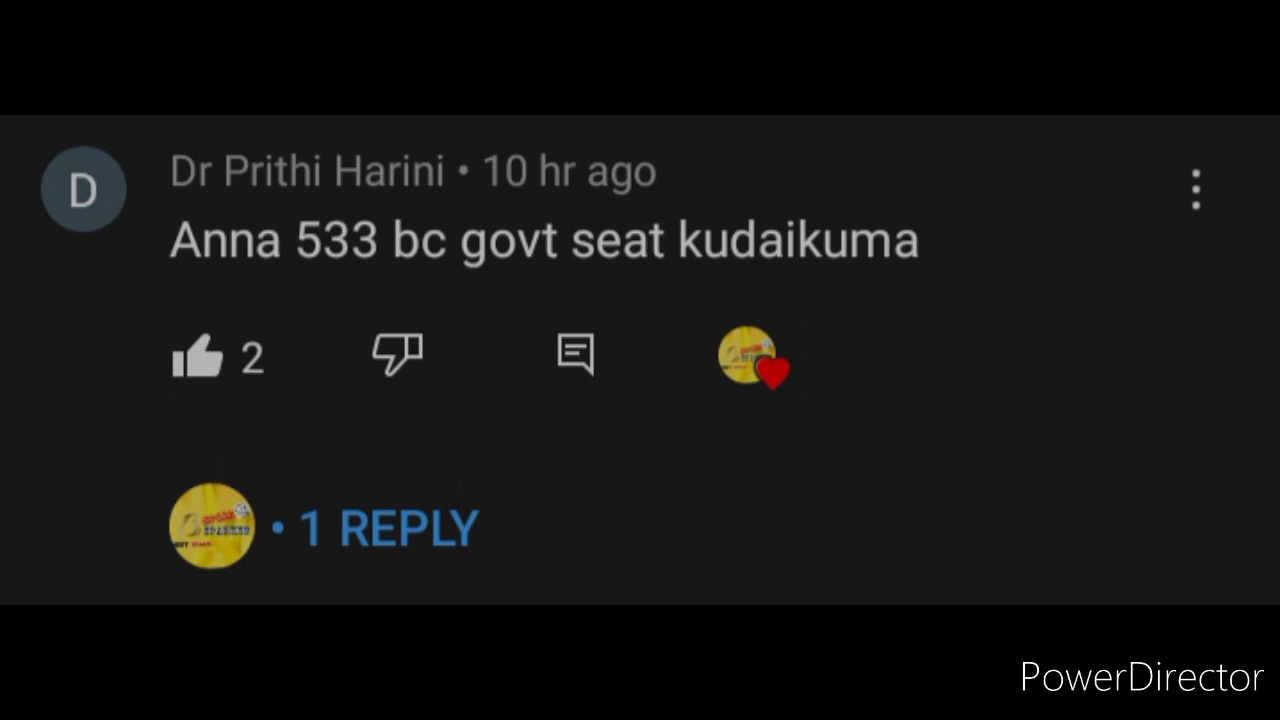 D
Dr Prithi Harini • 10 hr ago
Anna 533 bc govt seat kudaikuma
2
• 1 REPLY
PowerDirector